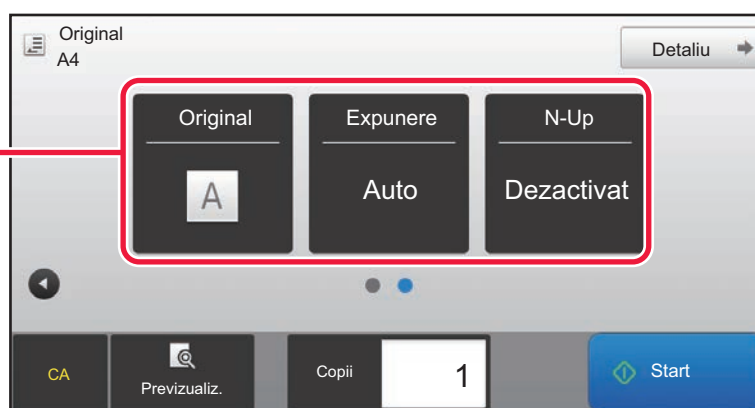 Original
A4
Detaliu
Original
Expunere
N-Up
A
Auto
Dezactivat
CA
Previzualiz.
Copii
1
Start